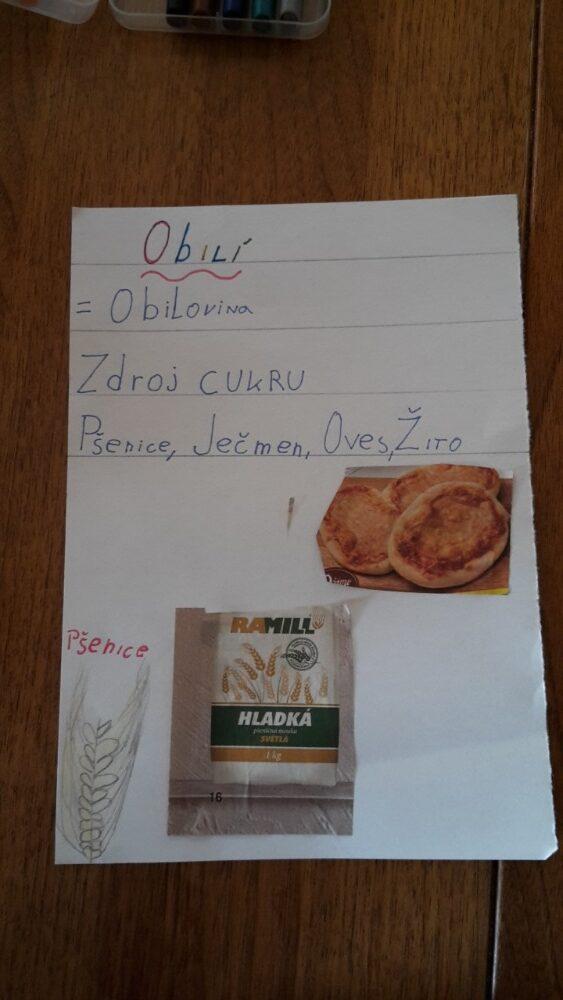 Obilí
= Obilovina
Zdroj CUKRU
Pšenice, Ječmen, Oves, Žito
Pšenice
RAMILL
HLADKÁ
pšeničná mouka
SVĚTLÁ
1 kg
16